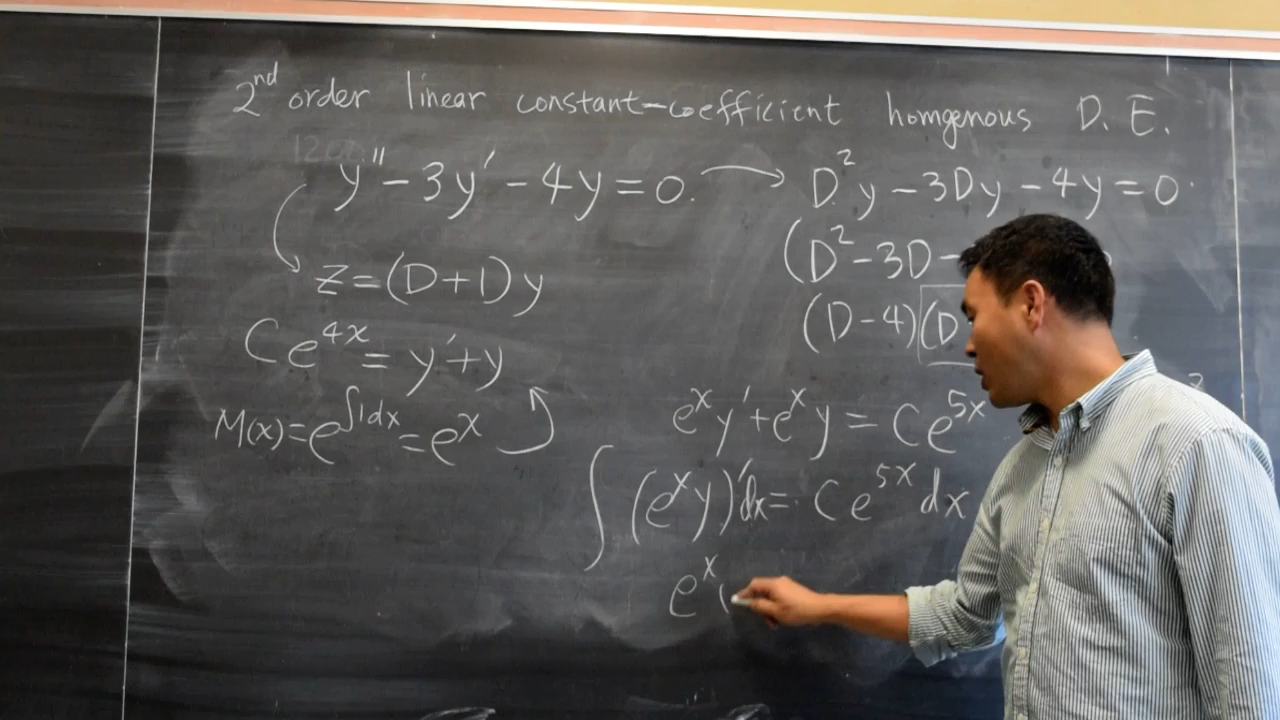 2nd order linear constant-coefficient homgenous D. E.
y'' - 3y' - 4y = 0. → D²y - 3Dy - 4y = 0.
(D² - 3D -
z = (D+1)y
(D-4)(D
Ce^{4x} = y' + y
M(x) = e^{∫1dx} = e^x
e^x y' + e^x y = Ce^{5x}
∫(e^x y)'dx = Ce^{5x} dx
e^x